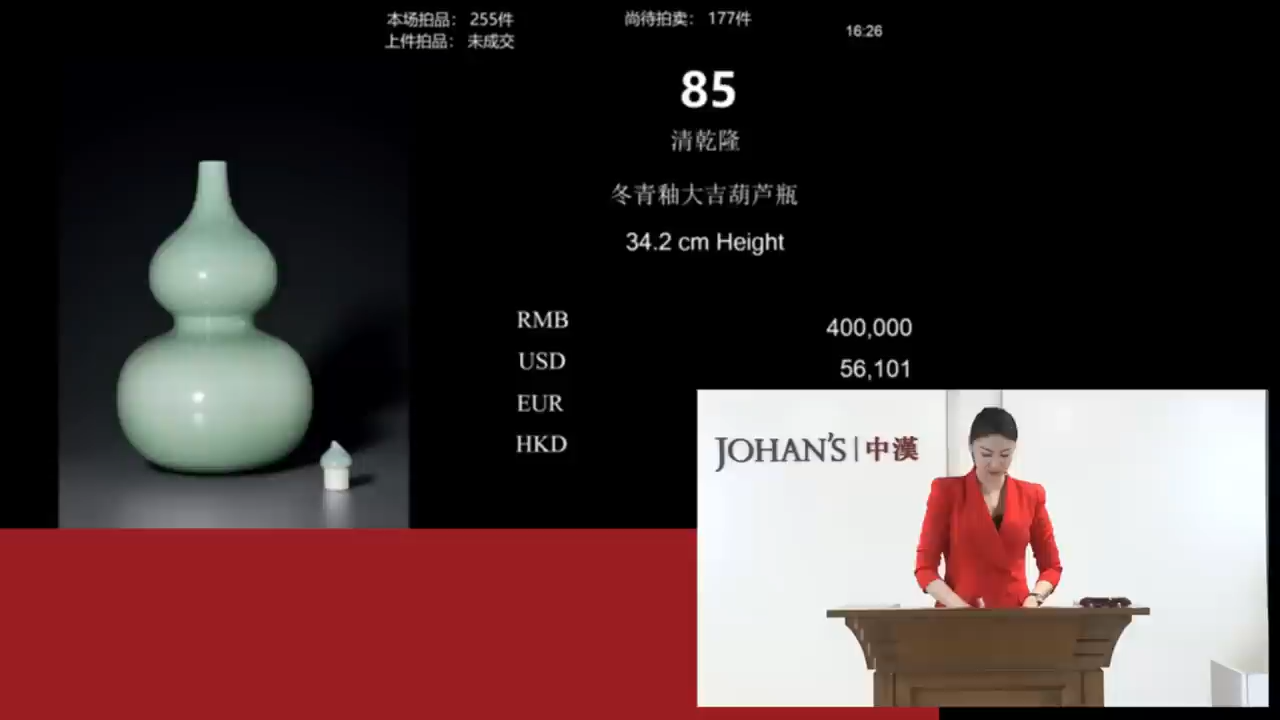 本场拍品： 255件
尚待拍卖： 177件
16:26
上件拍品： 未成交
85
清乾隆
冬青釉大吉葫芦瓶
34.2 cm Height
RMB 400,000
USD 56,101
EUR
HKD
JOHAN'S | 中漢